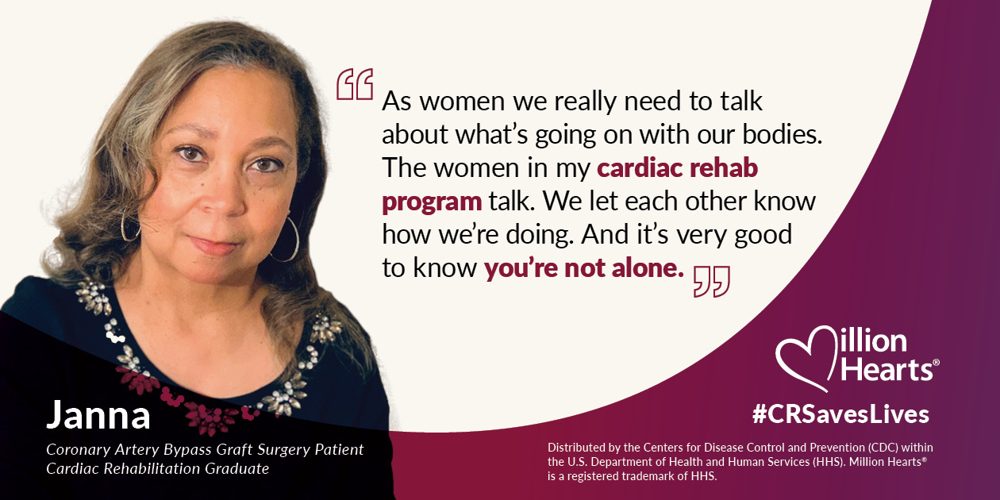 “
As women we really need to talk
about what’s going on with our bodies.
The women in my cardiac rehab
program talk. We let each other know
how we’re doing. And it’s very good
to know you’re not alone. ”
Janna
Coronary Artery Bypass Graft Surgery Patient
Cardiac Rehabilitation Graduate
Million
Hearts®
#CRSavesLives
Distributed by the Centers for Disease Control and Prevention (CDC) within
the U.S. Department of Health and Human Services (HHS). Million Hearts®
is a registered trademark of HHS.